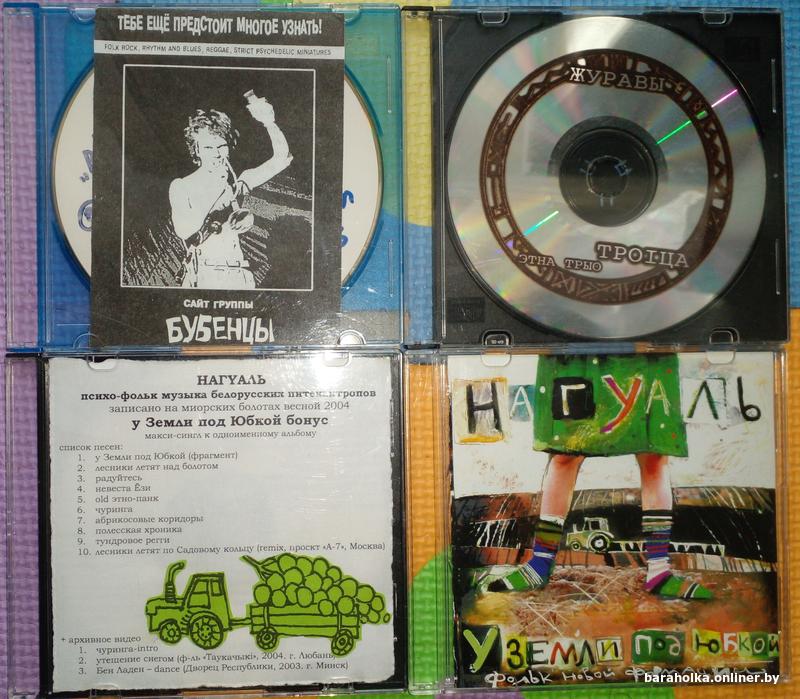 ТЕБЕ ЕЩЁ ПРЕДСТОИТ МНОГОЕ УЗНАТЬ!
FOLK ROCK, RHYTHM AND BLUES, REGGAE, STRICT PSYCHEDELIC MINIATURES
САЙТ ГРУППЫ
БУБЕНЦЫ
ЖУРАВЫ
ТРОІЦА
ЭТНА ТРЫО
НАГУАЛЬ
психо-фольк музыка белорусских питекантропов
записано на миорских болотах весной 2004
у Земли под Юбкой бонус
макси-сингл к одноименному альбому
список песен:
1. у Земли под Юбкой (фрагмент)
2. лесники летят над болотом
3. радуйтесь
4. невеста Ёзи
5. old этно-панк
6. чуринга
7. абрикосовые коридоры
8. полесская хроника
9. тундровое регги
10. лесники летят по Садовому кольцу (remix, проект «А-7», Москва)
+ архивное видео
1. чуринга-intro
2. утешение снегом (ф-ль «Таукачыкі», 2004. г. Любань)
3. Бен Ладен – dance (Дворец Республики, 2003. г. Минск)
НАГУАЛЬ
У ЗЕМЛИ ПОД ЮБКОЙ
фольк новой формации
baraholka.onliner.by